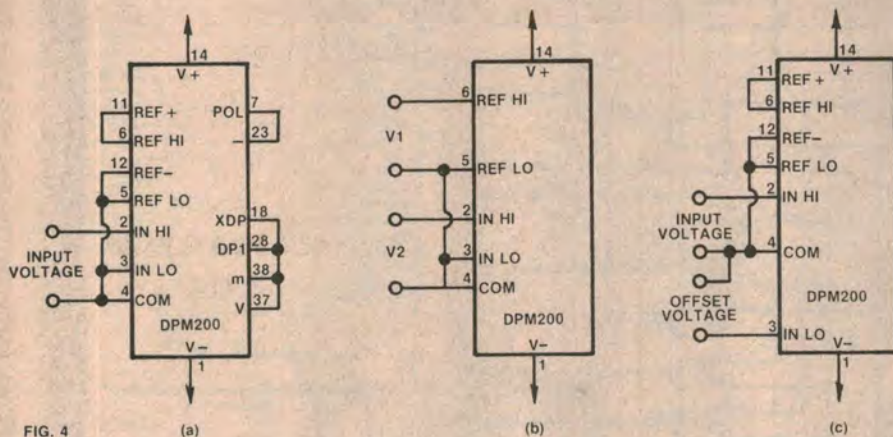 14
V+
11 REF +
6 REF HI
12 REF-
5 REF LO
2 IN HI
3 IN LO
4 COM
INPUT
VOLTAGE
POL 7
— 23
XDP 18
DP1 28
m 38
V 37
DPM200
V-
1
14
V+
6 REF HI
V1
5 REF LO
2 IN HI
V2
3 IN LO
4 COM
DPM200
V-
1
14
V+
11 REF +
6 REF HI
12 REF-
5 REF LO
2 IN HI
INPUT
VOLTAGE
4 COM
OFFSET
VOLTAGE
DPM200
3 IN LO
V-
1
FIG. 4
(a)
(b)
(c)